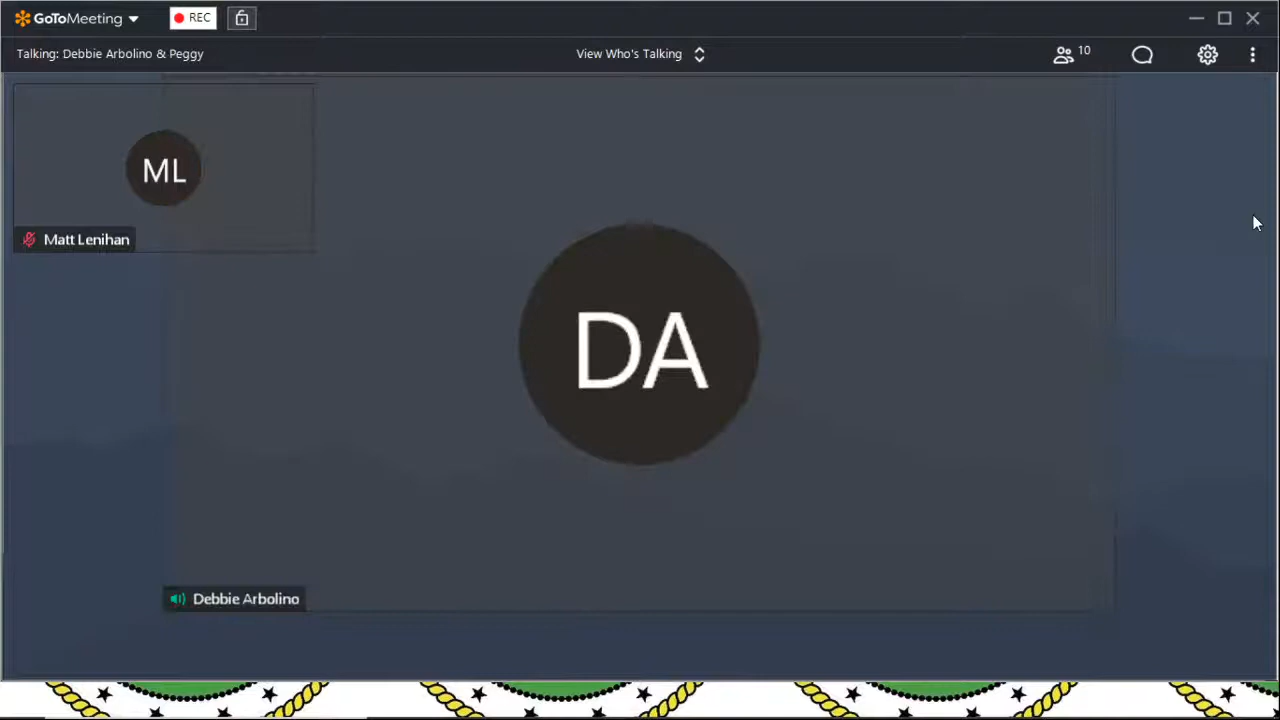 GoToMeeting
REC
Talking: Debbie Arbolino & Peggy
View Who's Talking
10
ML
Matt Lenihan
DA
Debbie Arbolino